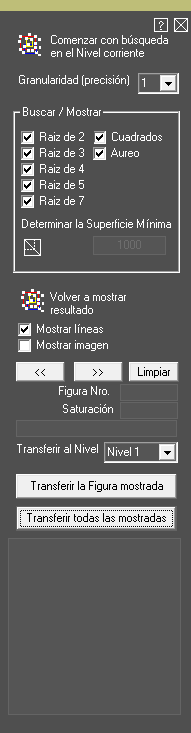 ?
Comenzar con búsqueda
en el Nivel corriente
Granularidad (precisión) 1
Buscar / Mostrar
Raiz de 2 Cuadrados
Raiz de 3 Aureo
Raiz de 4
Raiz de 5
Raiz de 7
Determinar la Superficie Mínima
1000
Volver a mostrar
resultado
Mostrar líneas
Mostrar imagen
<< >> Limpiar
Figura Nro.
Saturación
Transferir al Nivel Nivel 1
Transferir la Figura mostrada
Transferir todas las mostradas